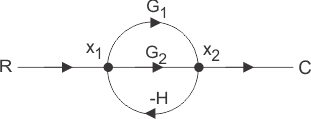 G₁
x₁ G₂ x₂
R C
-H